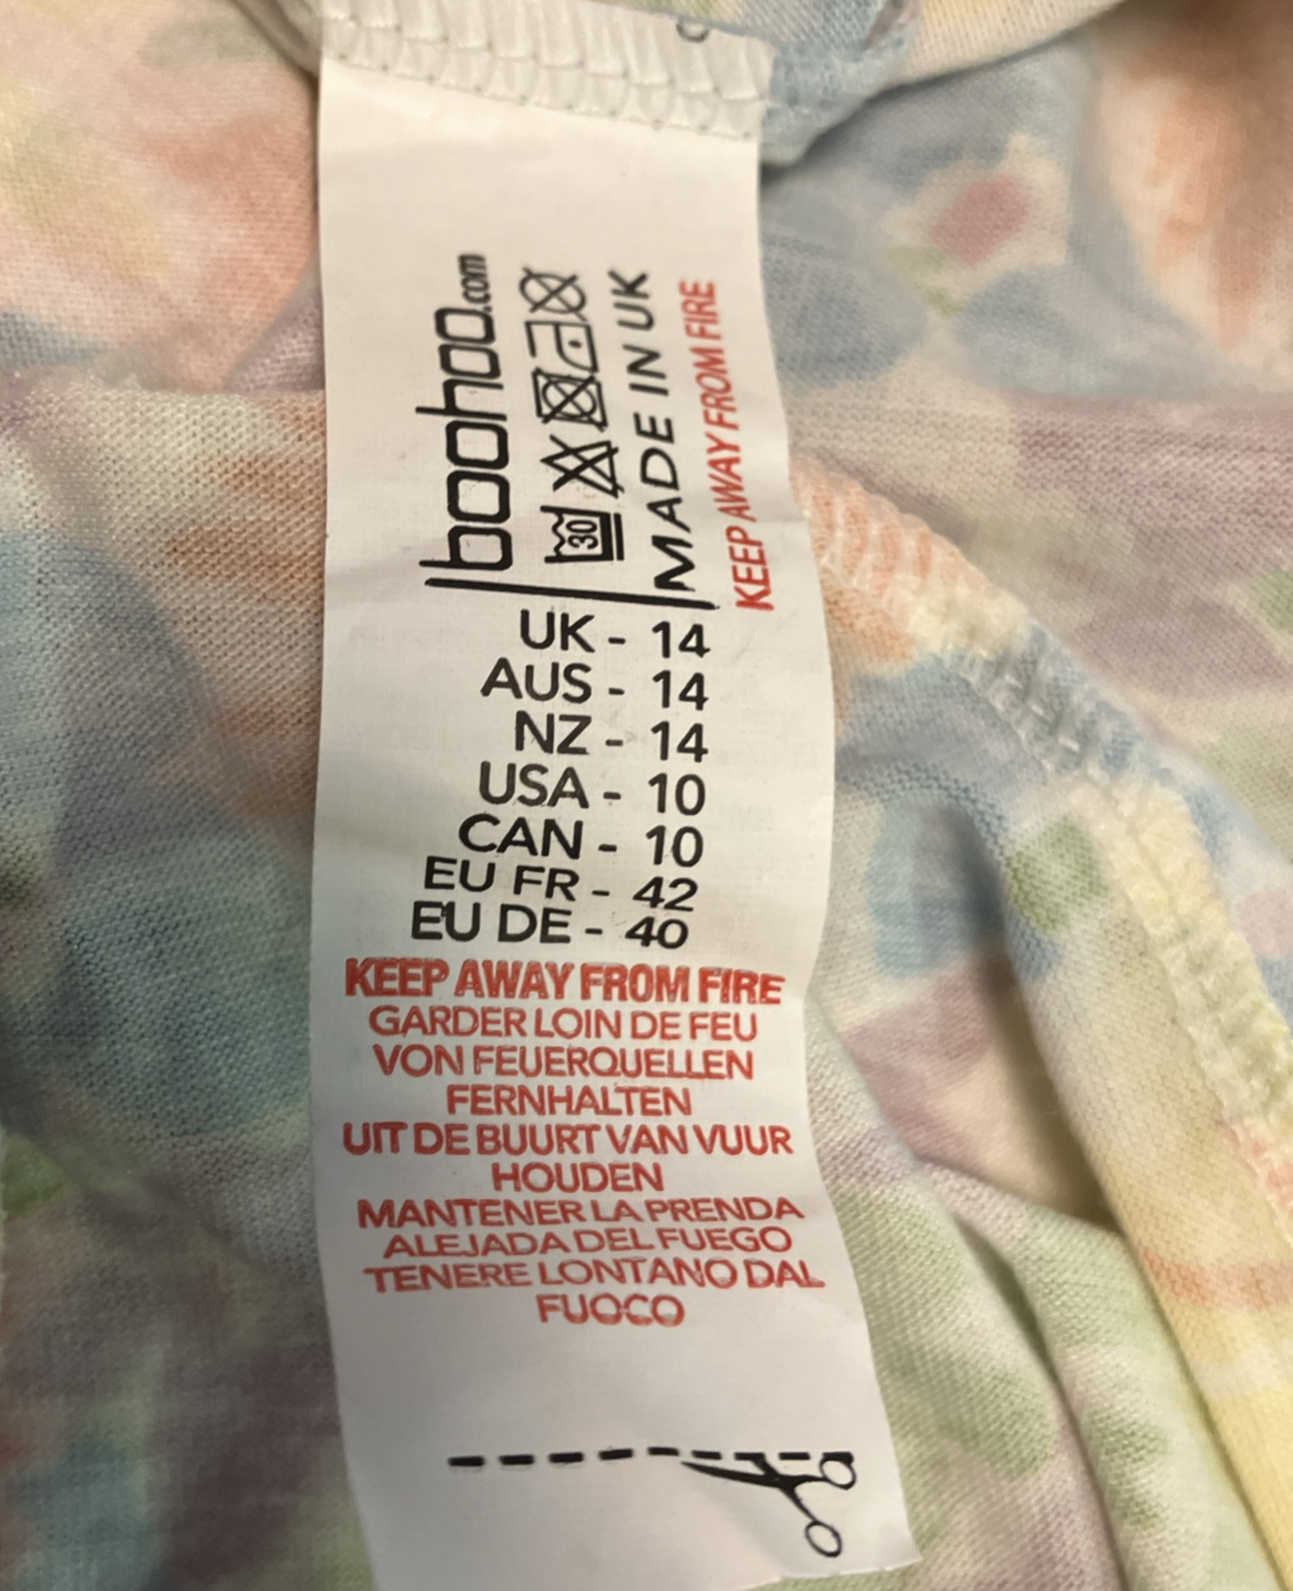 boohoo.com
30
MADE IN UK
KEEP AWAY FROM FIRE
UK - 14
AUS - 14
NZ - 14
USA - 10
CAN - 10
EU FR - 42
EU DE - 40
KEEP AWAY FROM FIRE
GARDER LOIN DE FEU
VON FEUERQUELLEN
FERNHALTEN
UIT DE BUURT VAN VUUR
HOUDEN
MANTENER LA PRENDA
ALEJADA DEL FUEGO
TENERE LONTANO DAL
FUOCO